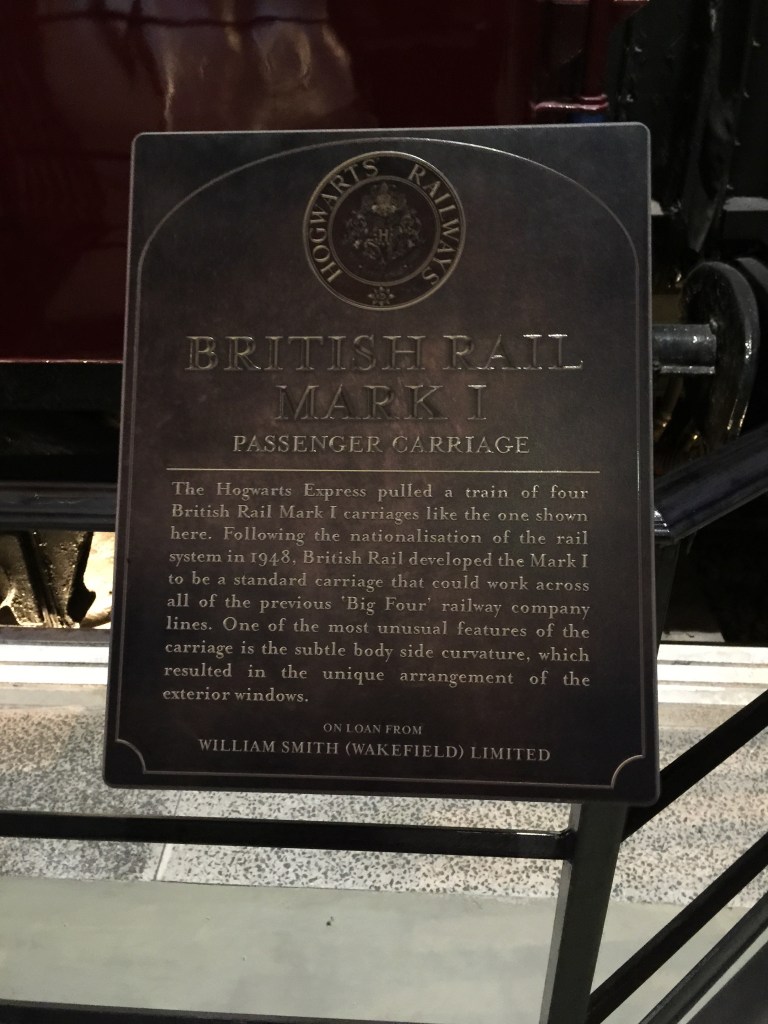 HOGWARTS RAILWAYS
H
BRITISH RAIL
MARK I
PASSENGER CARRIAGE
The Hogwarts Express pulled a train of four
British Rail Mark I carriages like the one shown
here. Following the nationalisation of the rail
system in 1948, British Rail developed the Mark I
to be a standard carriage that could work across
all of the previous 'Big Four' railway company
lines. One of the most unusual features of the
carriage is the subtle body side curvature, which
resulted in the unique arrangement of the
exterior windows.
ON LOAN FROM
WILLIAM SMITH (WAKEFIELD) LIMITED